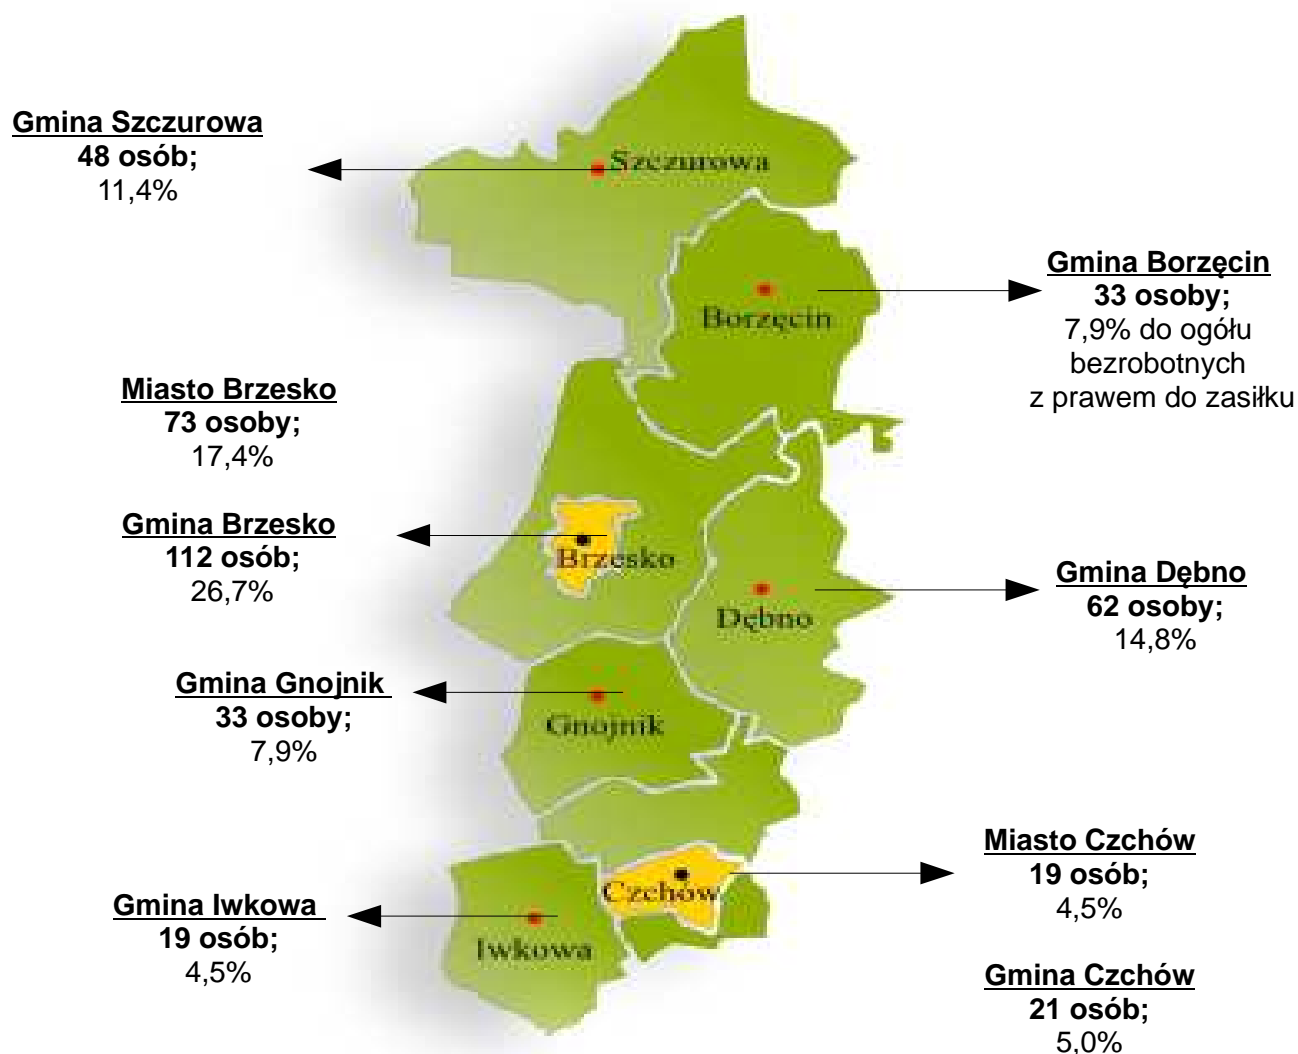 Gmina Szczurowa
48 osób;
11,4%
Szczurowa
Gmina Borzęcin
33 osoby;
7,9% do ogółu
bezrobotnych
z prawem do zasiłku
Borzęcin
Miasto Brzesko
73 osoby;
17,4%
Gmina Brzesko
112 osób;
26,7%
Brzesko
Gmina Dębno
62 osoby;
14,8%
Dębno
Gmina Gnojnik
33 osoby;
7,9%
Gnojnik
Miasto Czchów
19 osób;
4,5%
Czchów
Gmina Iwkowa
19 osób;
4,5%
Iwkowa
Gmina Czchów
21 osób;
5,0%